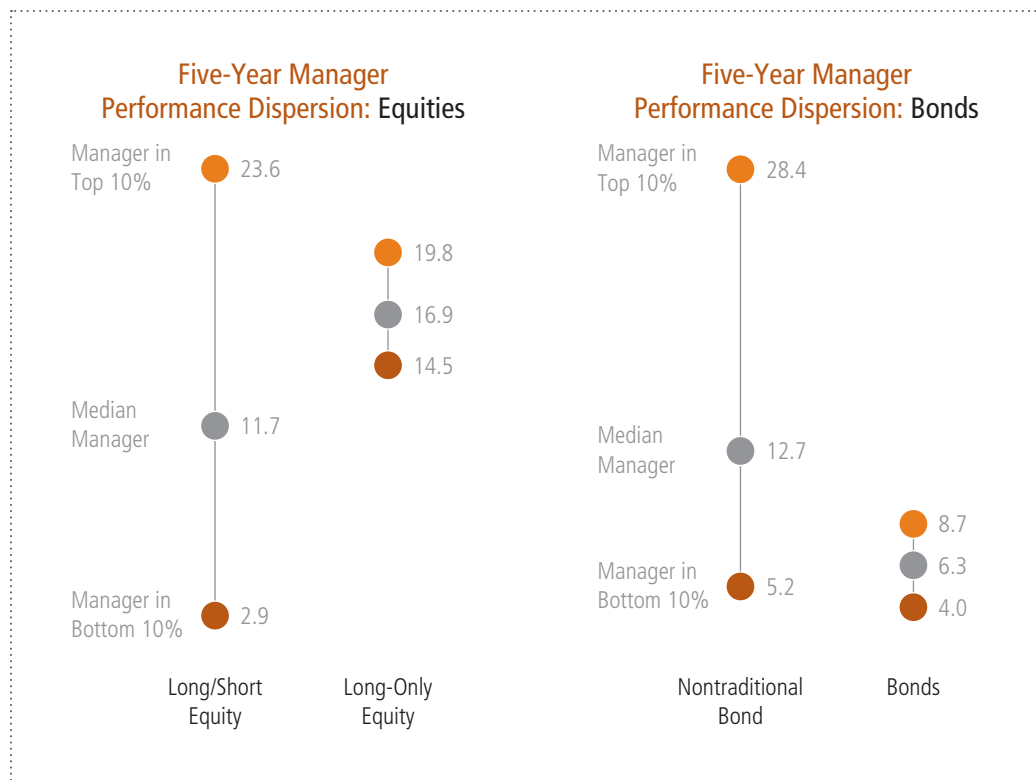 Five-Year Manager
Performance Dispersion: Equities
Manager in
Top 10%
23.6
19.8
16.9
14.5
Median
Manager
11.7
Manager in
Bottom 10%
2.9
Long/Short
Equity
Long-Only
Equity
Five-Year Manager
Performance Dispersion: Bonds
Manager in
Top 10%
28.4
Median
Manager
12.7
8.7
6.3
4.0
Manager in
Bottom 10%
5.2
Nontraditional
Bond
Bonds